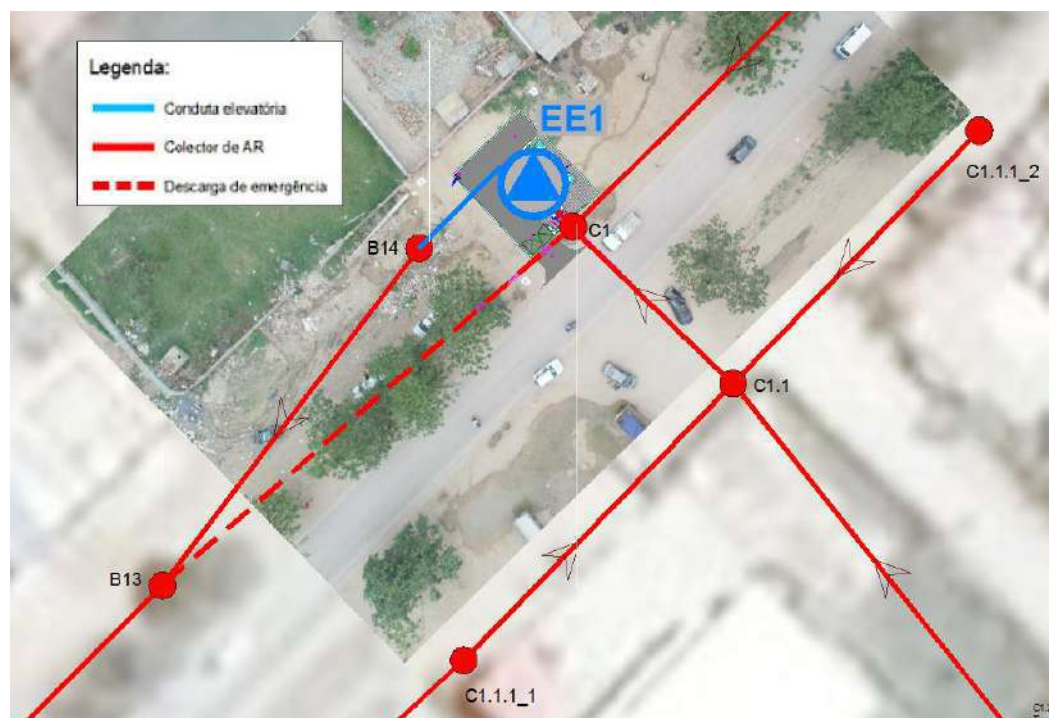 Legenda:
Conduta elevatória
Colector de AR
Descarga de emergência
EE1
C1.1.1_2
C1
B14
C1.1
B13
C1.1.1_1